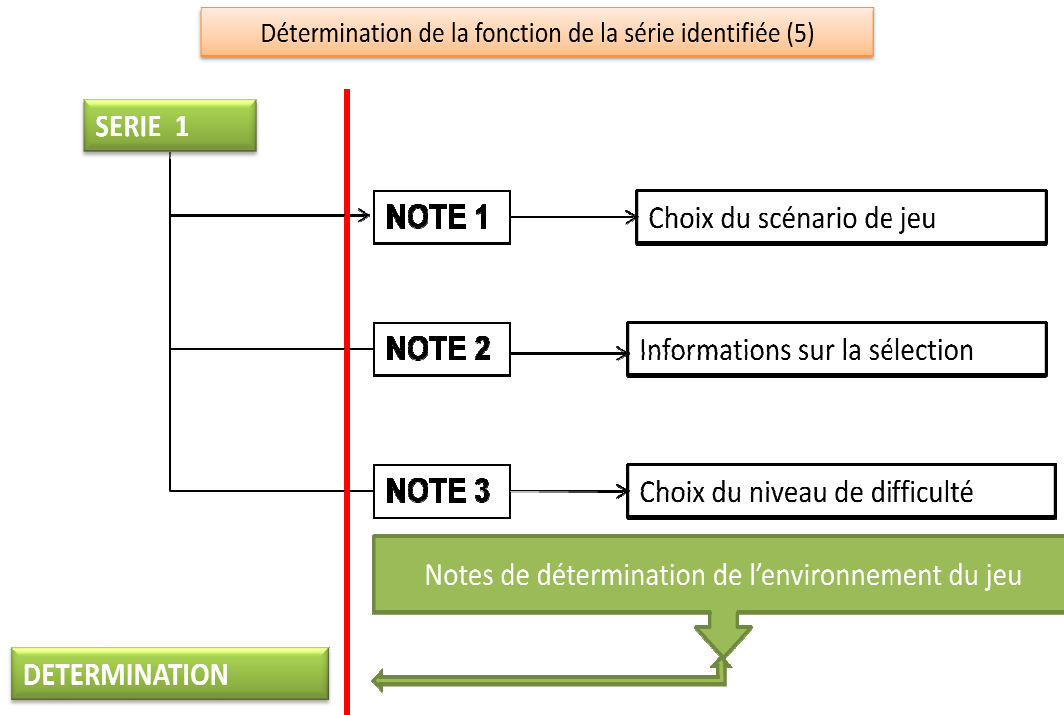 Détermination de la fonction de la série identifiée (5)
SERIE 1
NOTE 1
Choix du scénario de jeu
NOTE 2
Informations sur la sélection
NOTE 3
Choix du niveau de difficulté
Notes de détermination de l’environnement du jeu
DETERMINATION